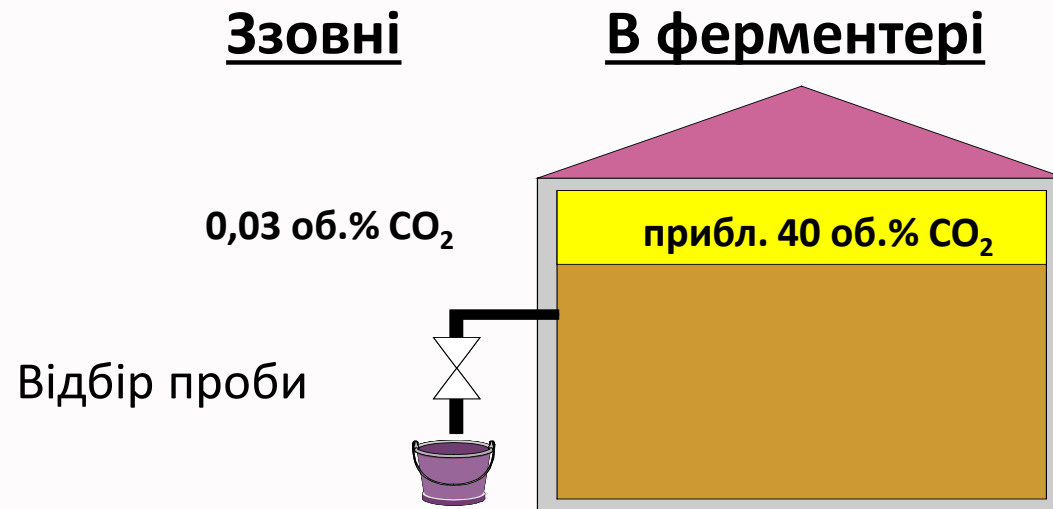 Ззовні
В ферментері
0,03 об.% CO₂
прибл. 40 об.% CO₂
Відбір проби